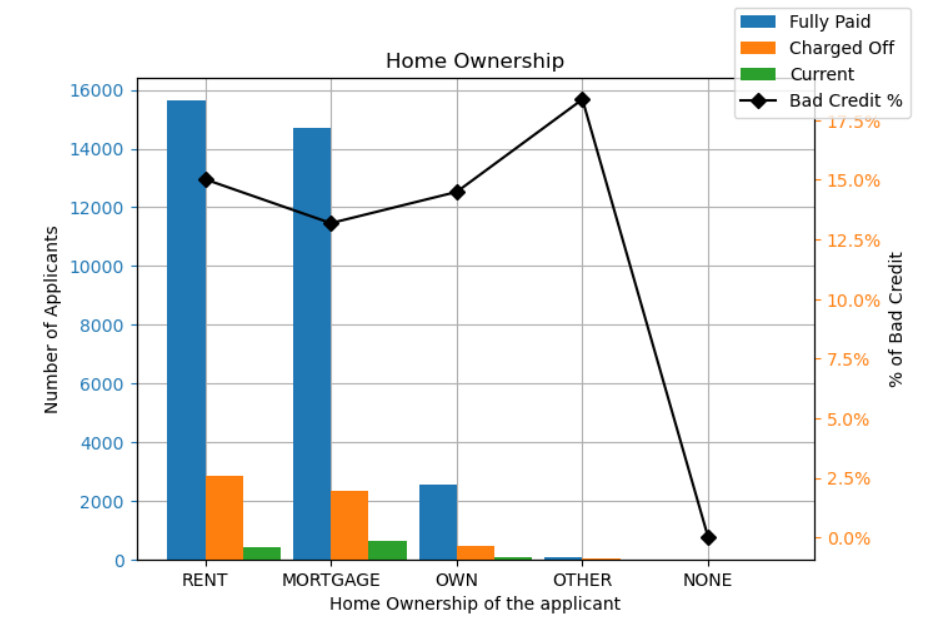 Fully Paid
Charged Off
Current
Bad Credit %
Home Ownership
16000
14000
12000
10000
8000
6000
4000
2000
0
Number of Applicants
17.5%
15.0%
12.5%
10.0%
7.5%
5.0%
2.5%
0.0%
% of Bad Credit
RENT
MORTGAGE
OWN
OTHER
NONE
Home Ownership of the applicant